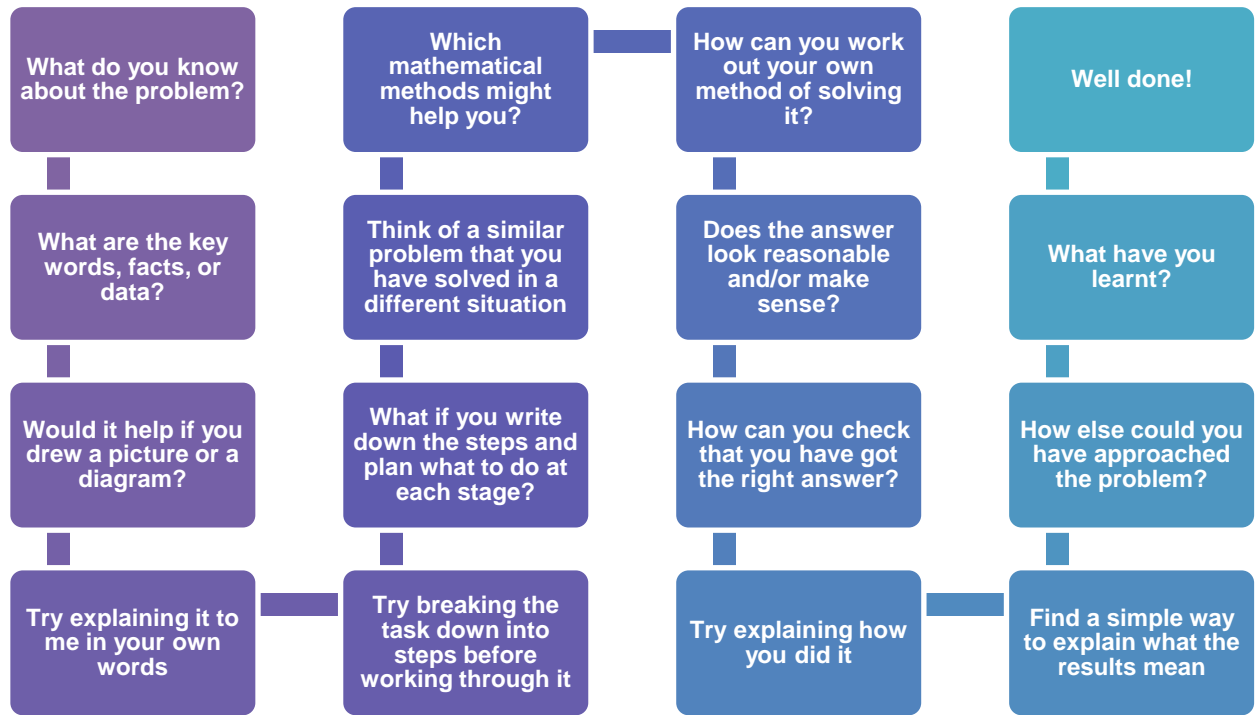 What do you know
about the problem?
What are the key
words, facts, or
data?
Would it help if you
drew a picture or a
diagram?
Try explaining it to
me in your own
words
Try breaking the
task down into
steps before
working through it
What if you write
down the steps and
plan what to do at
each stage?
Think of a similar
problem that you
have solved in a
different situation
Which
mathematical
methods might
help you?
How can you work
out your own
method of solving
it?
Does the answer
look reasonable
and/or make
sense?
How can you check
that you have got
the right answer?
Try explaining how
you did it
Find a simple way
to explain what the
results mean
How else could you
have approached
the problem?
What have you
learnt?
Well done!